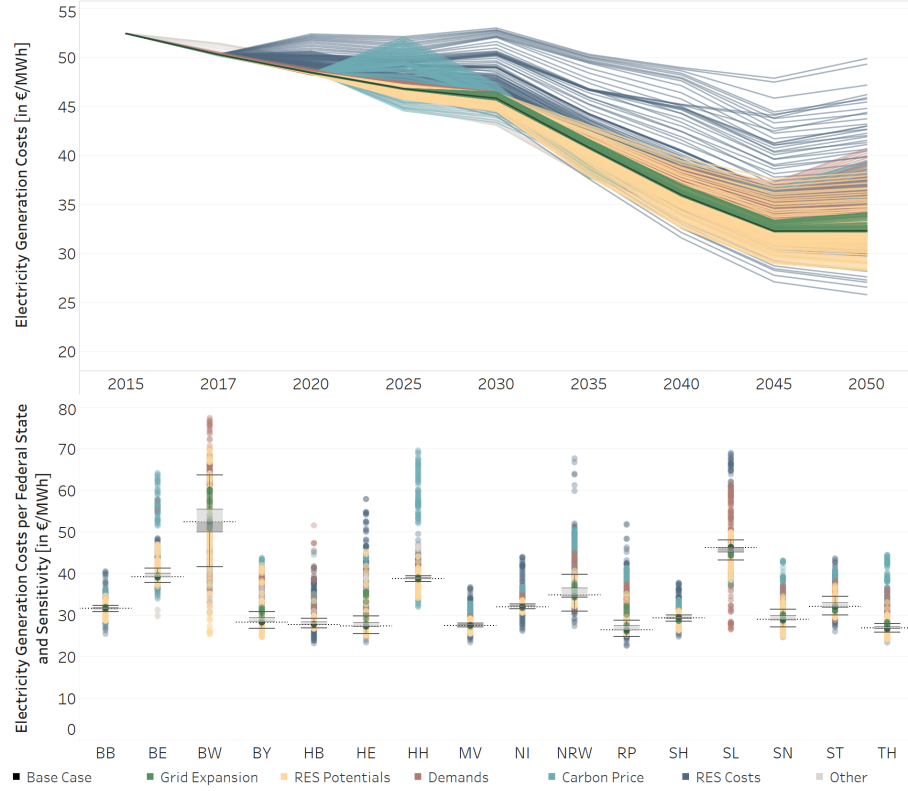 Electricity Generation Costs [in €/MWh]
55
50
45
40
35
30
25
20
2015 2017 2020 2025 2030 2035 2040 2045 2050
Electricity Generation Costs per Federal State
and Sensitivity [in €/MWh]
80
70
60
50
40
30
20
10
0
BB BE BW BY HB HE HH MV NI NRW RP SH SL SN ST TH
Base Case Grid Expansion RES Potentials Demands Carbon Price RES Costs Other